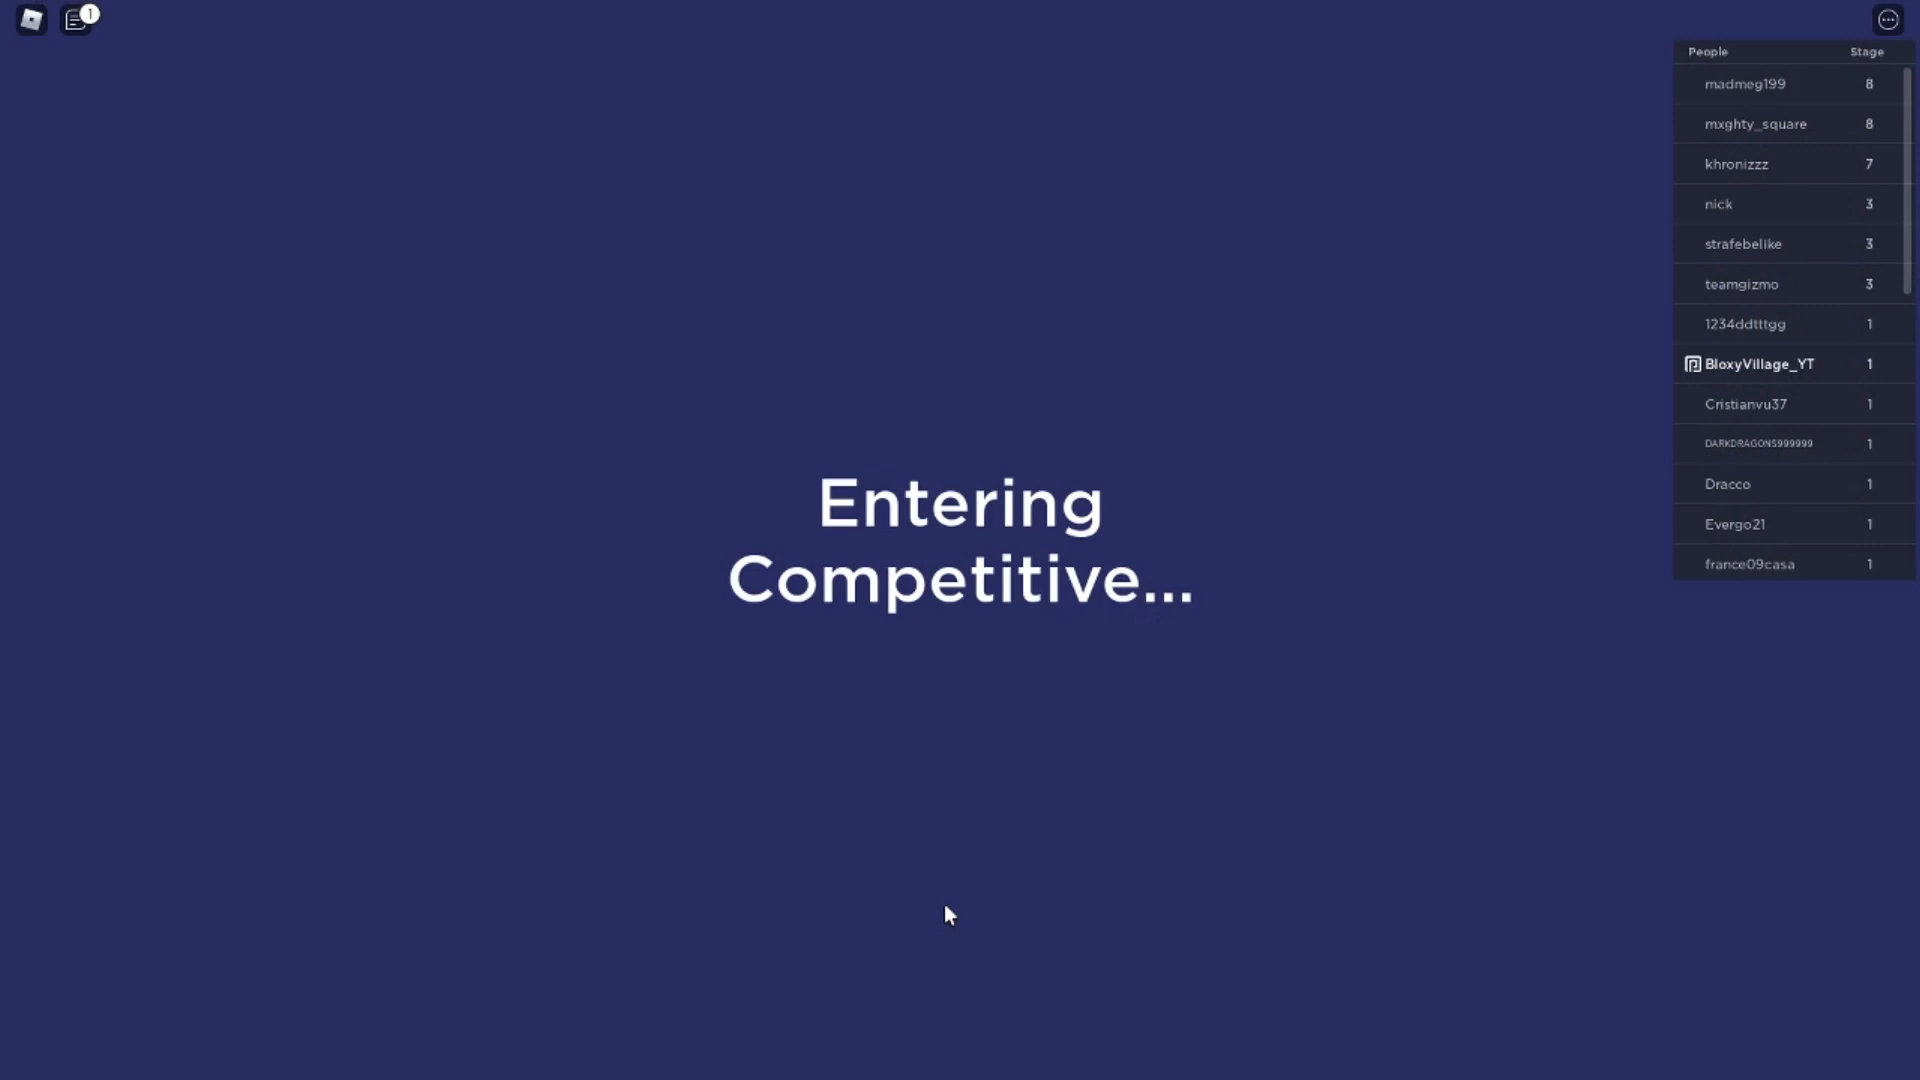 1
People Stage
madmeg199 8
mxghty_square 8
khronizzz 7
nick 3
strafebelike 3
teamgizmo 3
1234ddtttgg 1
BloxyVillage_YT 1
Cristianvu37 1
DARKDRAGONS999999 1
Dracco 1
Evergo21 1
france09casa 1
Entering
Competitive...